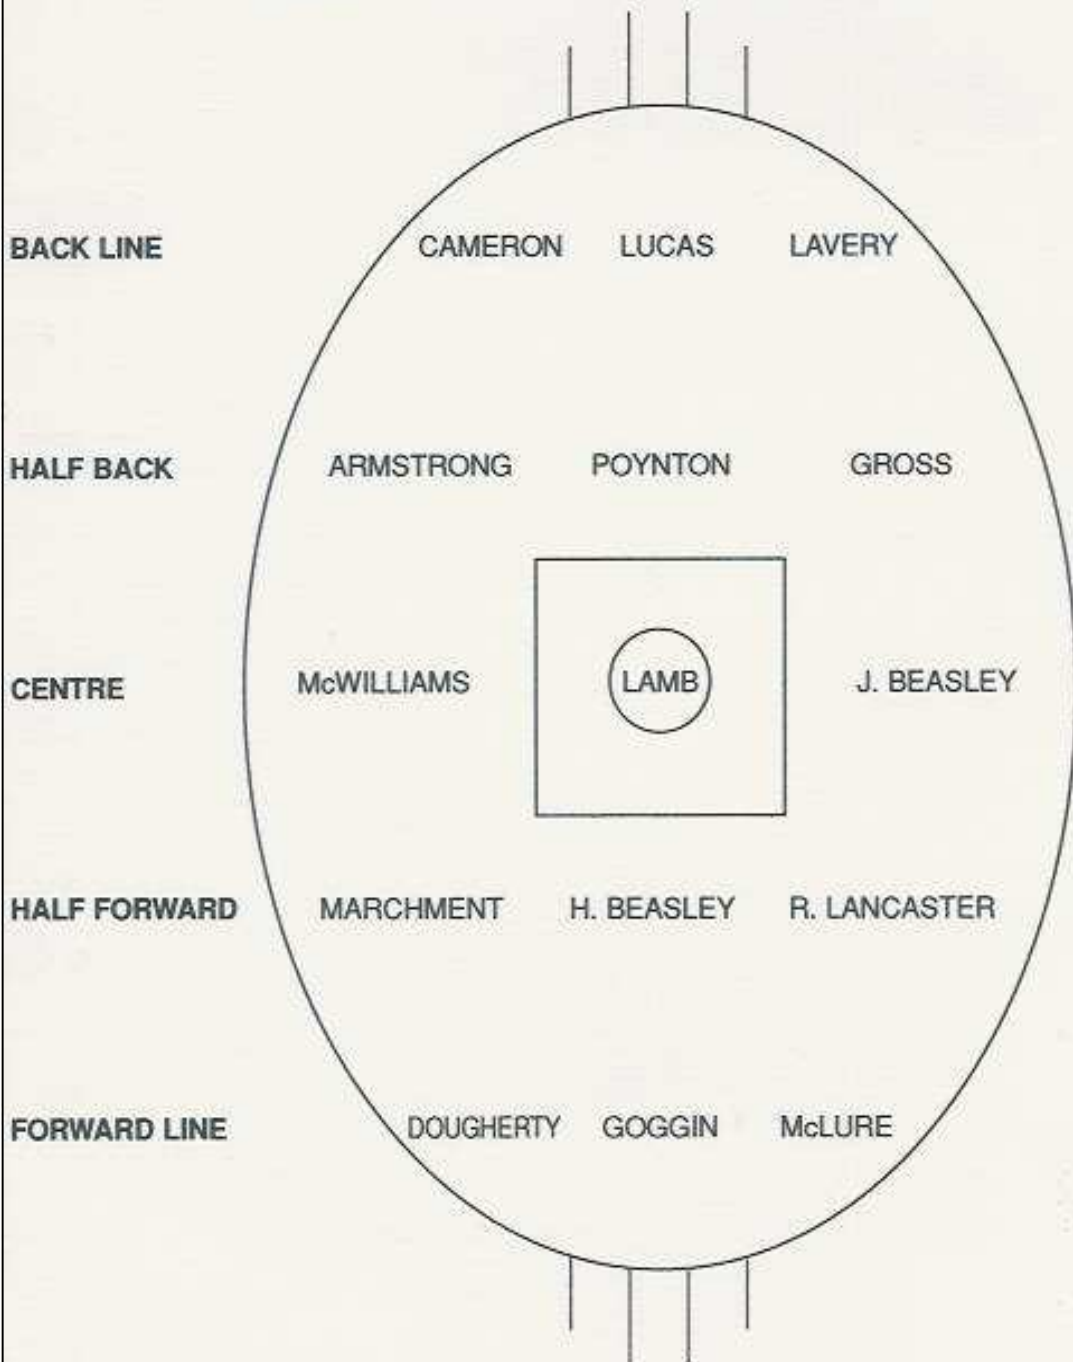 BACK LINE CAMERON LUCAS LAVERY
HALF BACK ARMSTRONG POYNTON GROSS
CENTRE McWILLIAMS LAMB J. BEASLEY
HALF FORWARD MARCHMENT H. BEASLEY R. LANCASTER
FORWARD LINE DOUGHERTY GOGGIN McLURE